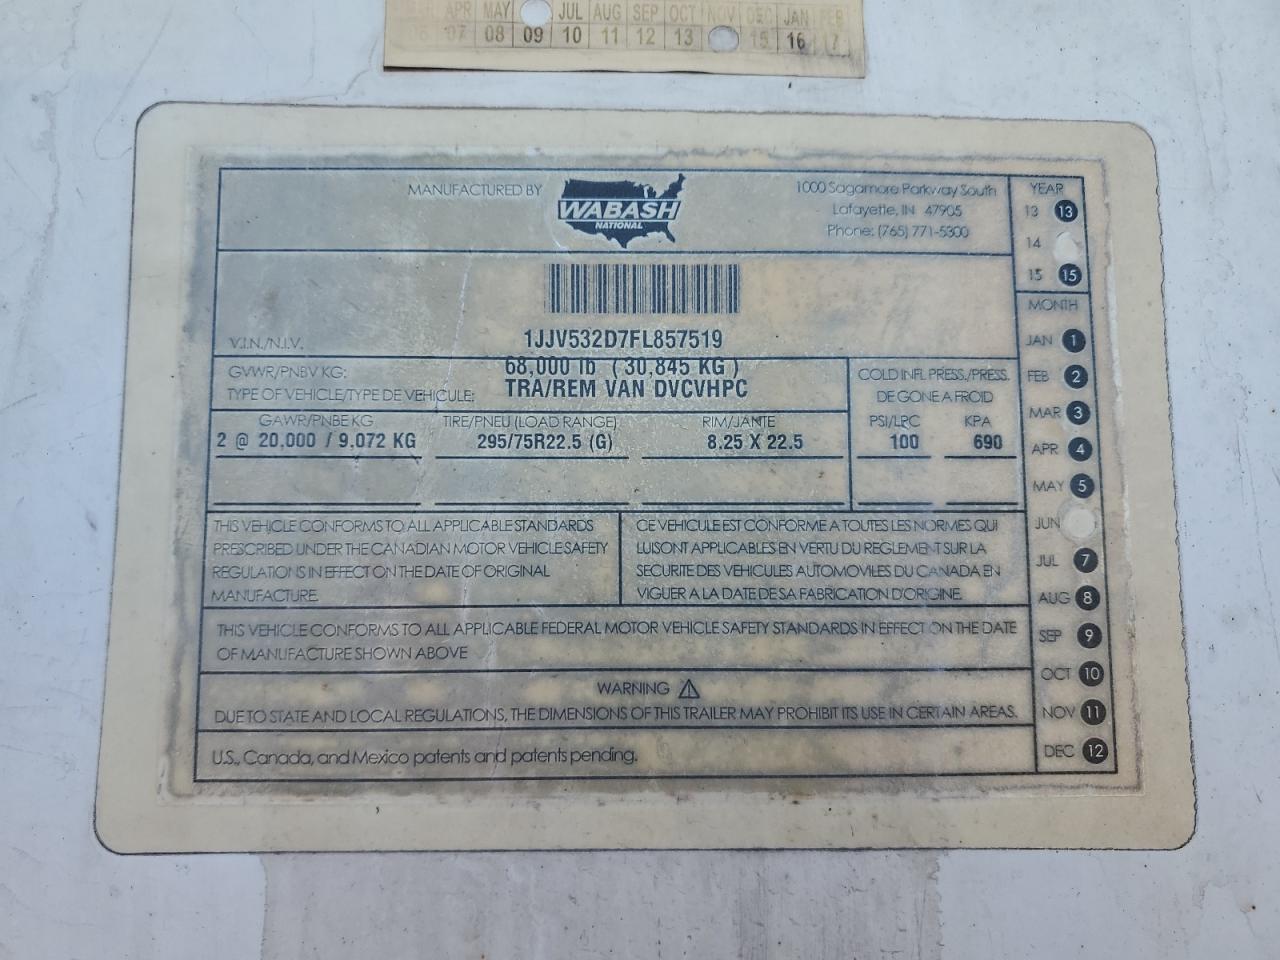 APR MAY JUL AUG SEP OCT NOV DEC JAN FEB
06 07 08 09 10 11 12 13 15 16 17
MANUFACTURED BY
WABASH
NATIONAL
1000 Sagamore Parkway South
Lafayette, IN 47905
Phone: (765) 771-5300
YEAR
13 13
14
15 15
MONTH
JAN 1
FEB 2
MAR 3
APR 4
MAY 5
JUN
JUL 7
AUG 8
SEP 9
OCT 10
NOV 11
DEC 12
V.I.N./N.I.V.
1JJV532D7FL857519
GVWR/PNBV KG: 68,000 lb ( 30,845 KG )
TYPE OF VEHICLE/TYPE DE VEHICULE: TRA/REM VAN DVCVHPC
COLD INFL. PRESS./PRESS.
DE GONE A FROID
GAWR/PNBE KG TIRE/PNEU (LOAD RANGE) RIM/JANTE PSI/LPC KPA
2 @ 20,000 / 9,072 KG 295/75R22.5 (G) 8.25 X 22.5 100 690
THIS VEHICLE CONFORMS TO ALL APPLICABLE STANDARDS
PRESCRIBED UNDER THE CANADIAN MOTOR VEHICLE SAFETY
REGULATIONS IN EFFECT ON THE DATE OF ORIGINAL
MANUFACTURE.
CE VEHICULE EST CONFORME A TOUTES LES NORMES QUI
LUI SONT APPLICABLES EN VERTU DU REGLEMENT SUR LA
SECURITE DES VEHICULES AUTOMOVILES DU CANADA EN
VIGUER A LA DATE DE SA FABRICATION D'ORIGINE.
THIS VEHICLE CONFORMS TO ALL APPLICABLE FEDERAL MOTOR VEHICLE SAFETY STANDARDS IN EFFECT ON THE DATE
OF MANUFACTURE SHOWN ABOVE
WARNING
DUE TO STATE AND LOCAL REGULATIONS, THE DIMENSIONS OF THIS TRAILER MAY PROHIBIT ITS USE IN CERTAIN AREAS.
U.S., Canada, and Mexico patents and patents pending.